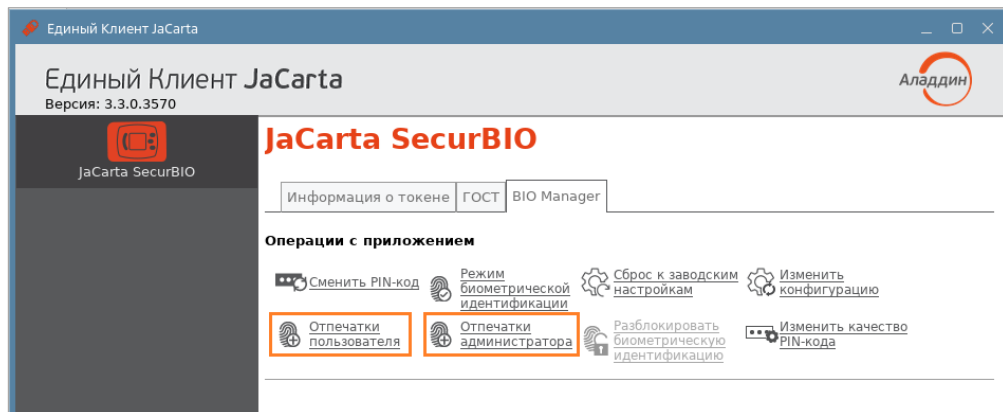 Единый Клиент JaCarta
Единый Клиент JaCarta
Версия: 3.3.0.3570
Аладдин
JaCarta SecurBIO
JaCarta SecurBIO
Информация о токене ГОСТ BIO Manager
Операции с приложением
Сменить PIN-код
Режим
биометрической
идентификации
Сброс к заводским
настройкам
Изменить
конфигурацию
Отпечатки
пользователя
Отпечатки
администратора
Разблокировать
биометрическую
идентификацию
Изменить качество
PIN-кода